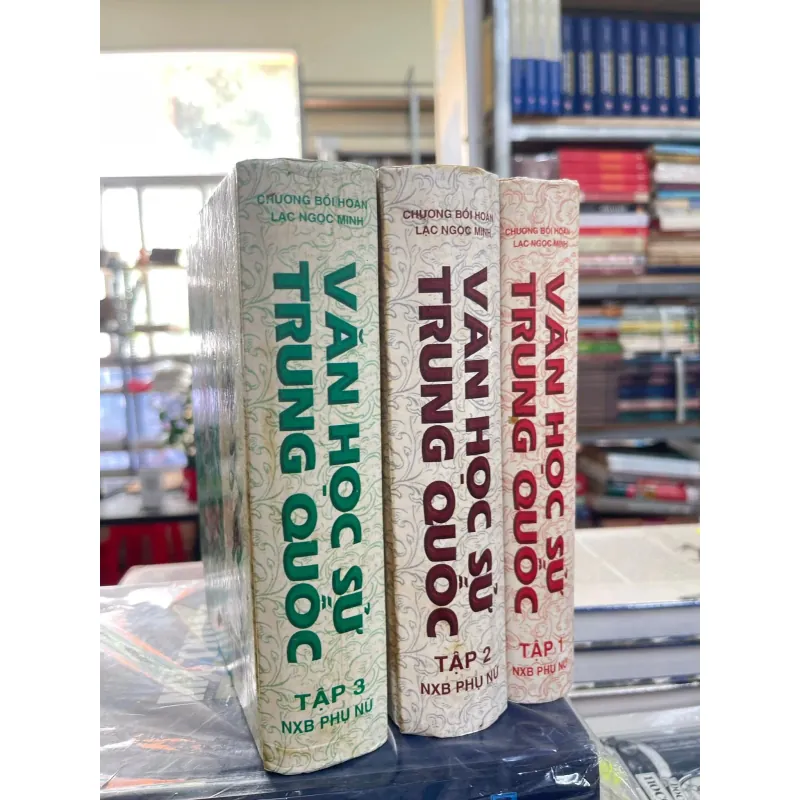 CHƯƠNG BỒI HOÀN
LẠC NGỌC MINH
VĂN HỌC SỬ
TRUNG QUỐC
TẬP 3
NXB PHỤ NỮ
CHƯƠNG BỒI HOÀN
LẠC NGỌC MINH
VĂN HỌC SỬ
TRUNG QUỐC
TẬP 2
NXB PHỤ NỮ
CHƯƠNG BỒI HOÀN
LẠC NGỌC MINH
VĂN HỌC SỬ
TRUNG QUỐC
TẬP 1
NXB PHỤ NỮ